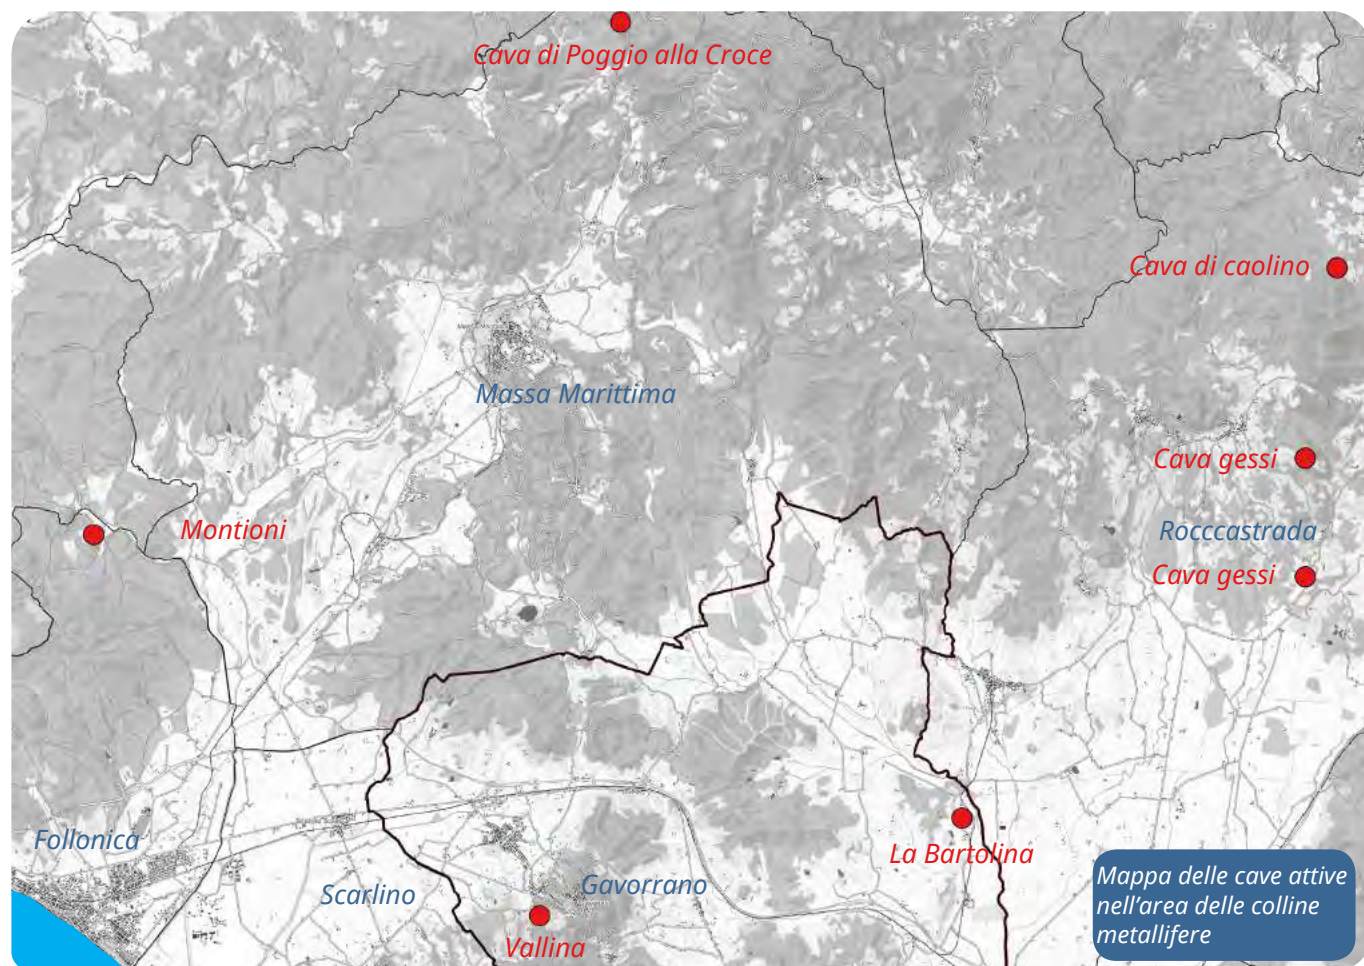 Cava di Poggio alla Croce
Cava di caolino
Massa Marittima
Cava gessi
Montioni
Rocccastrada
Cava gessi
Follonica
La Bartolina
Scarlino
Gavorrano
Vallina
Mappa delle cave attive
nell'area delle colline
metallifere